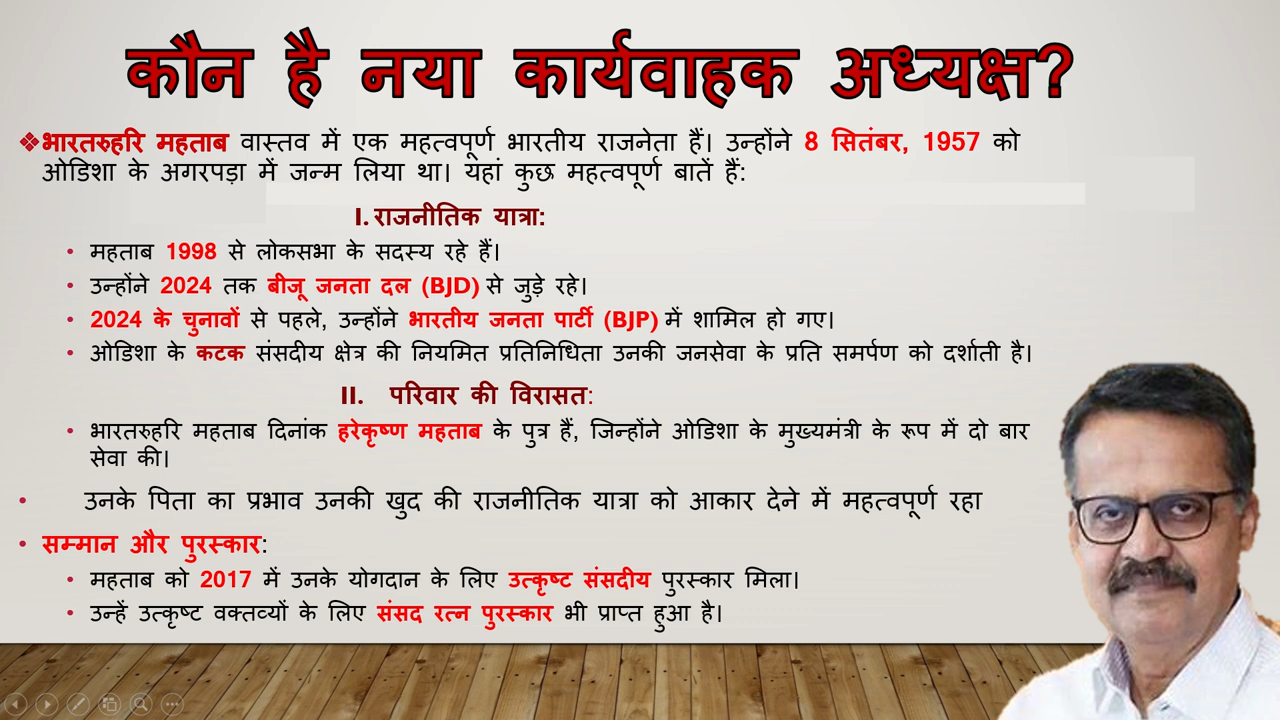 कौन है नया कार्यवाहक अध्यक्ष?
❖भारतरुहरि महताब वास्तव में एक महत्वपूर्ण भारतीय राजनेता हैं। उन्होंने 8 सितंबर, 1957 को
ओडिशा के अगरपड़ा में जन्म लिया था। यहां कुछ महत्वपूर्ण बातें हैं:
I. राजनीतिक यात्रा:
• महताब 1998 से लोकसभा के सदस्य रहे हैं।
• उन्होंने 2024 तक बीजू जनता दल (BJD) से जुड़े रहे।
• 2024 के चुनावों से पहले, उन्होंने भारतीय जनता पार्टी (BJP) में शामिल हो गए।
• ओडिशा के कटक संसदीय क्षेत्र की नियमित प्रतिनिधिता उनकी जनसेवा के प्रति समर्पण को दर्शाती है।
II. परिवार की विरासत:
• भारतरुहरि महताब दिनांक हरेकृष्ण महताब के पुत्र हैं, जिन्होंने ओडिशा के मुख्यमंत्री के रूप में दो बार
सेवा की।
• उनके पिता का प्रभाव उनकी खुद की राजनीतिक यात्रा को आकार देने में महत्वपूर्ण रहा
• सम्मान और पुरस्कार:
• महताब को 2017 में उनके योगदान के लिए उत्कृष्ट संसदीय पुरस्कार मिला।
• उन्हें उत्कृष्ट वक्तव्यों के लिए संसद रत्न पुरस्कार भी प्राप्त हुआ है।